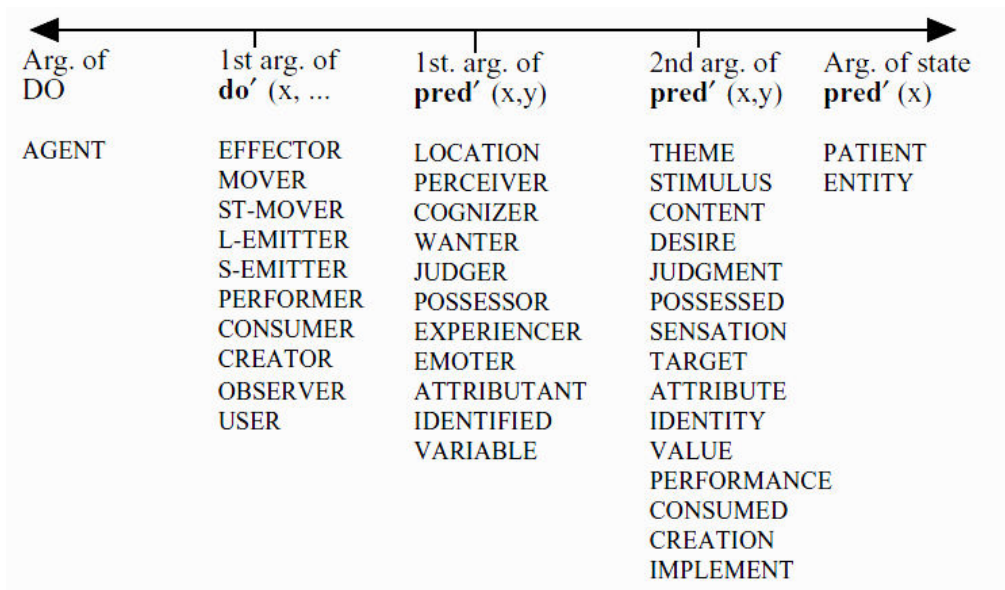 Arg. of 1st arg. of 1st. arg. of 2nd arg. of Arg. of state
DO do′ (x, ... pred′ (x,y) pred′ (x,y) pred′ (x)
AGENT EFFECTOR LOCATION THEME PATIENT
MOVER PERCEIVER STIMULUS ENTITY
ST-MOVER COGNIZER CONTENT
L-EMITTER WANTER DESIRE
S-EMITTER JUDGER JUDGMENT
PERFORMER POSSESSOR POSSESSED
CONSUMER EXPERIENCER SENSATION
CREATOR EMOTER TARGET
OBSERVER ATTRIBUTANT ATTRIBUTE
USER IDENTIFIED IDENTITY
VARIABLE VALUE
PERFORMANCE
CONSUMED
CREATION
IMPLEMENT